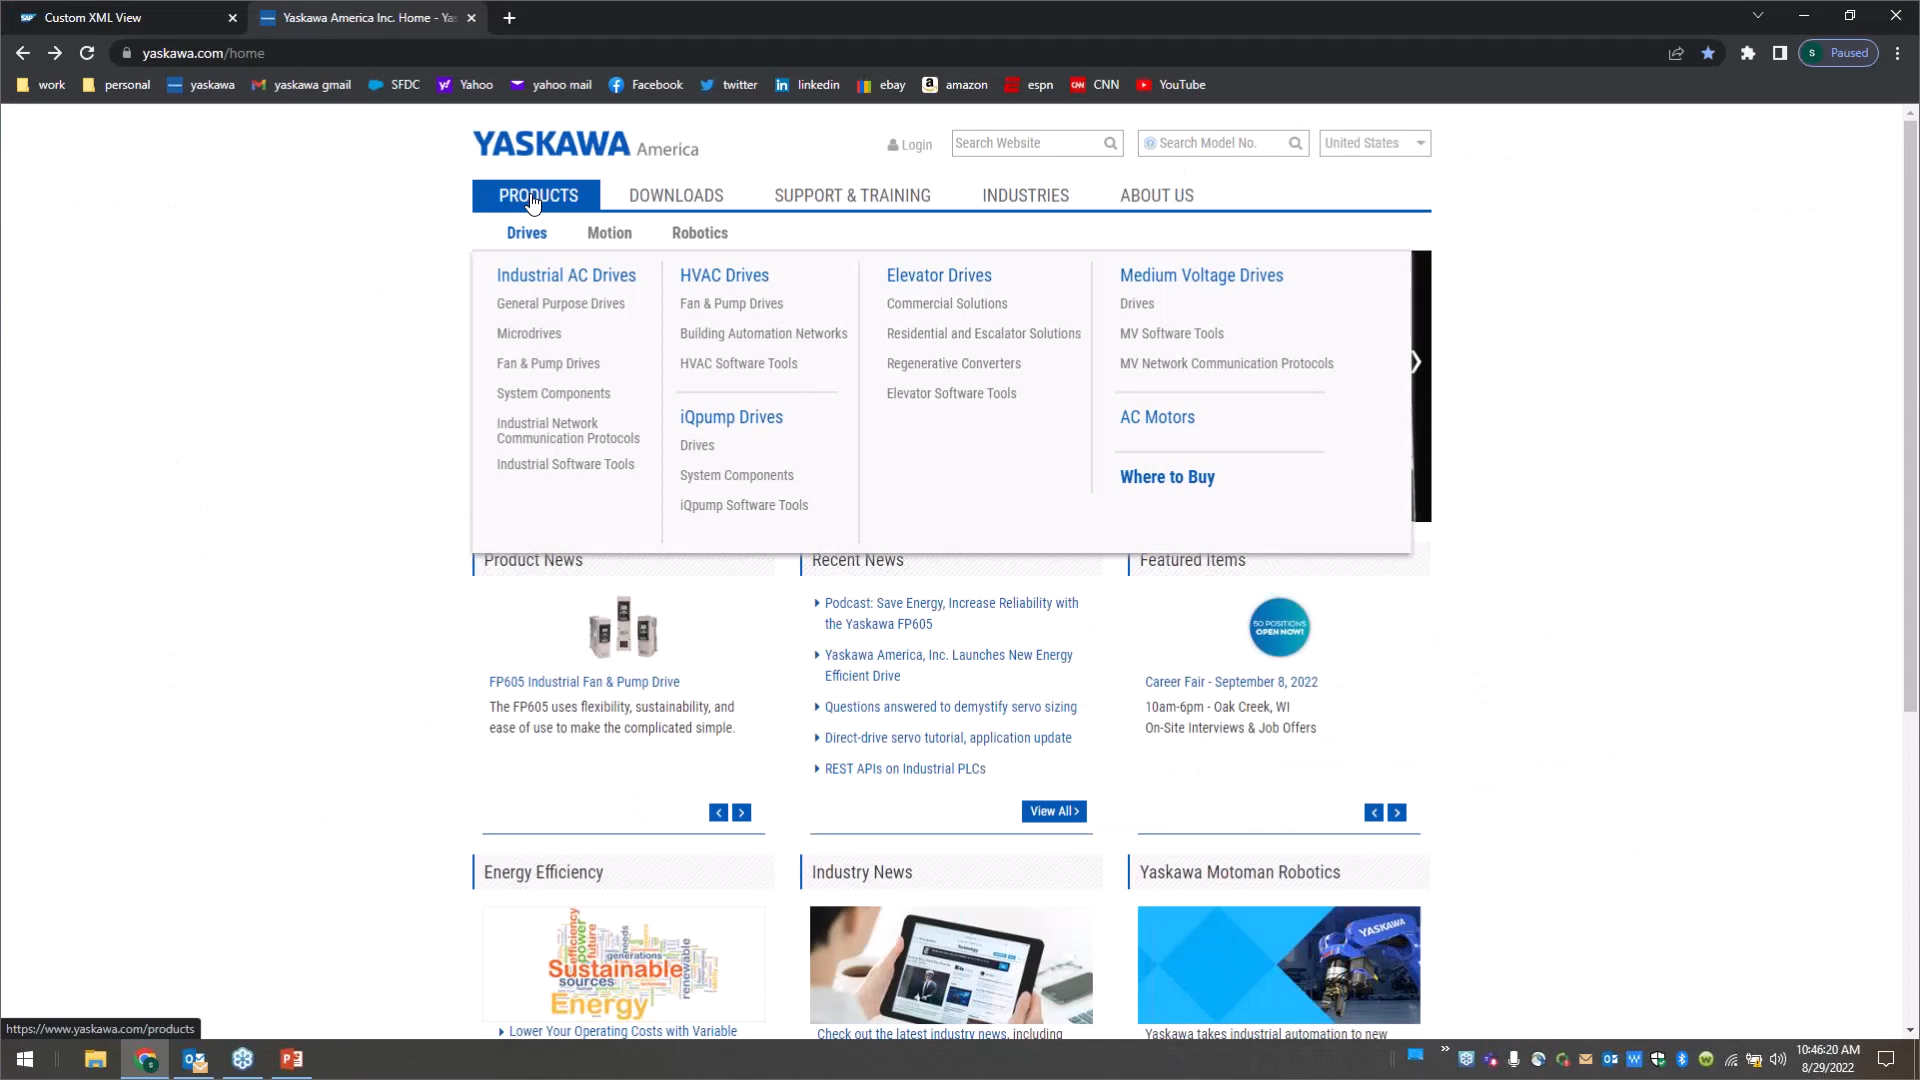 Custom XML View
Yaskawa America Inc. Home - Yas
yaskawa.com/home
S Paused
work personal yaskawa yaskawa gmail SFDC Yahoo yahoo mail Facebook twitter linkedin ebay amazon espn CNN YouTube
YASKAWA America
Login
Search Website
Search Model No.
United States
PRODUCTS DOWNLOADS SUPPORT & TRAINING INDUSTRIES ABOUT US
Drives Motion Robotics
Industrial AC Drives
General Purpose Drives
Microdrives
Fan & Pump Drives
System Components
Industrial Network
Communication Protocols
Industrial Software Tools
HVAC Drives
Fan & Pump Drives
Building Automation Networks
HVAC Software Tools
iQpump Drives
Drives
System Components
iQpump Software Tools
Elevator Drives
Commercial Solutions
Residential and Escalator Solutions
Regenerative Converters
Elevator Software Tools
Medium Voltage Drives
Drives
MV Software Tools
MV Network Communication Protocols
AC Motors
Where to Buy
Product News
FP605 Industrial Fan & Pump Drive
The FP605 uses flexibility, sustainability, and
ease of use to make the complicated simple.
Recent News
Podcast: Save Energy, Increase Reliability with
the Yaskawa FP605
Yaskawa America, Inc. Launches New Energy
Efficient Drive
Questions answered to demystify servo sizing
Direct-drive servo tutorial, application update
REST APIs on Industrial PLCs
View All >
Featured Items
50 POSITIONS
OPEN NOW!
Career Fair - September 8, 2022
10am-6pm - Oak Creek, WI
On-Site Interviews & Job Offers
Energy Efficiency
efficiency
power
future
needs
generations
Sustainable
sources
renewable
Energy
Lower Your Operating Costs with Variable
Industry News
Check out the latest industry news, including
Yaskawa Motoman Robotics
YASKAWA
Yaskawa takes industrial automation to new
https://www.yaskawa.com/products
10:46:20 AM
8/29/2022